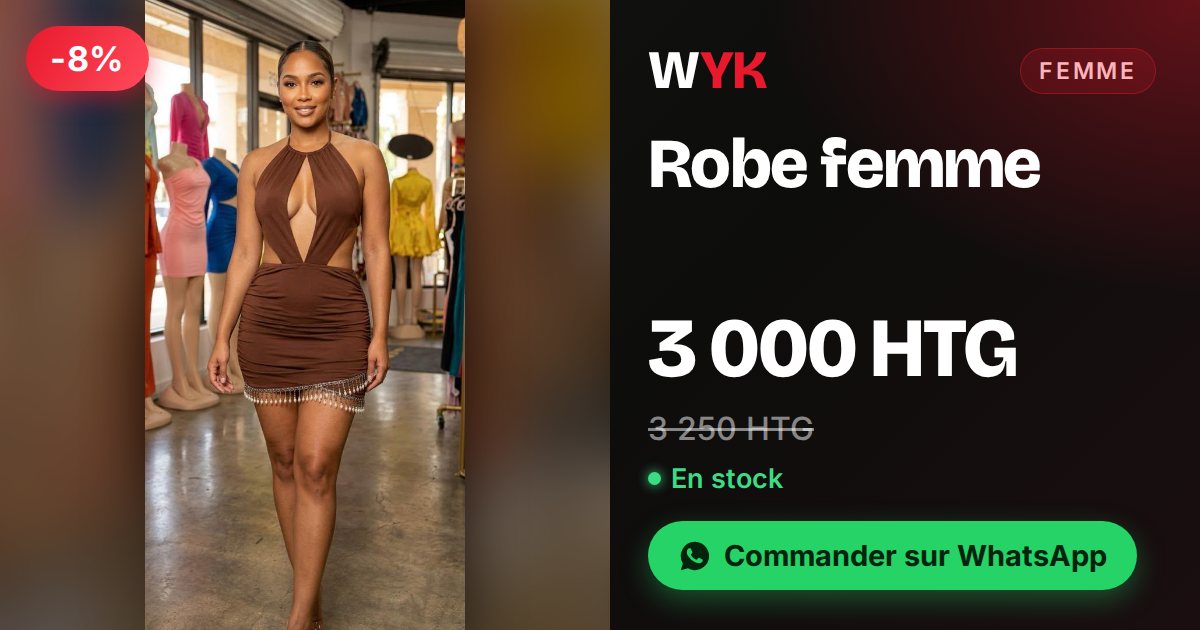 -8%
WYK
FEMME
Robe femme
3 000 HTG
3 250 HTG
En stock
Commander sur WhatsApp